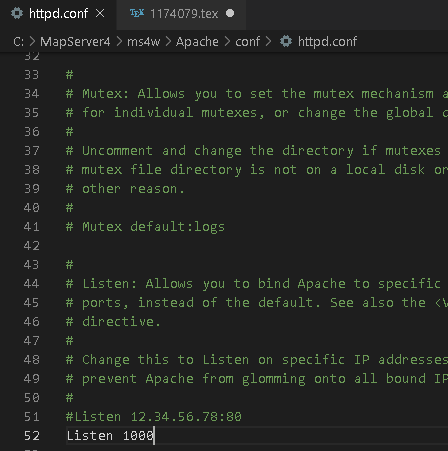 httpd.conf × TEX 1174079.tex
C: > MapServer4 > ms4w > Apache > conf > httpd.conf
32
33 #
34 # Mutex: Allows you to set the mutex mechanism a
35 # for individual mutexes, or change the global d
36 #
37 # Uncomment and change the directory if mutexes
38 # mutex file directory is not on a local disk or
39 # other reason.
40 #
41 # Mutex default:logs
42
43 #
44 # Listen: Allows you to bind Apache to specific
45 # ports, instead of the default. See also the <V
46 # directive.
47 #
48 # Change this to Listen on specific IP addresses
49 # prevent Apache from glomming onto all bound IP
50 #
51 #Listen 12.34.56.78:80
52 Listen 1000